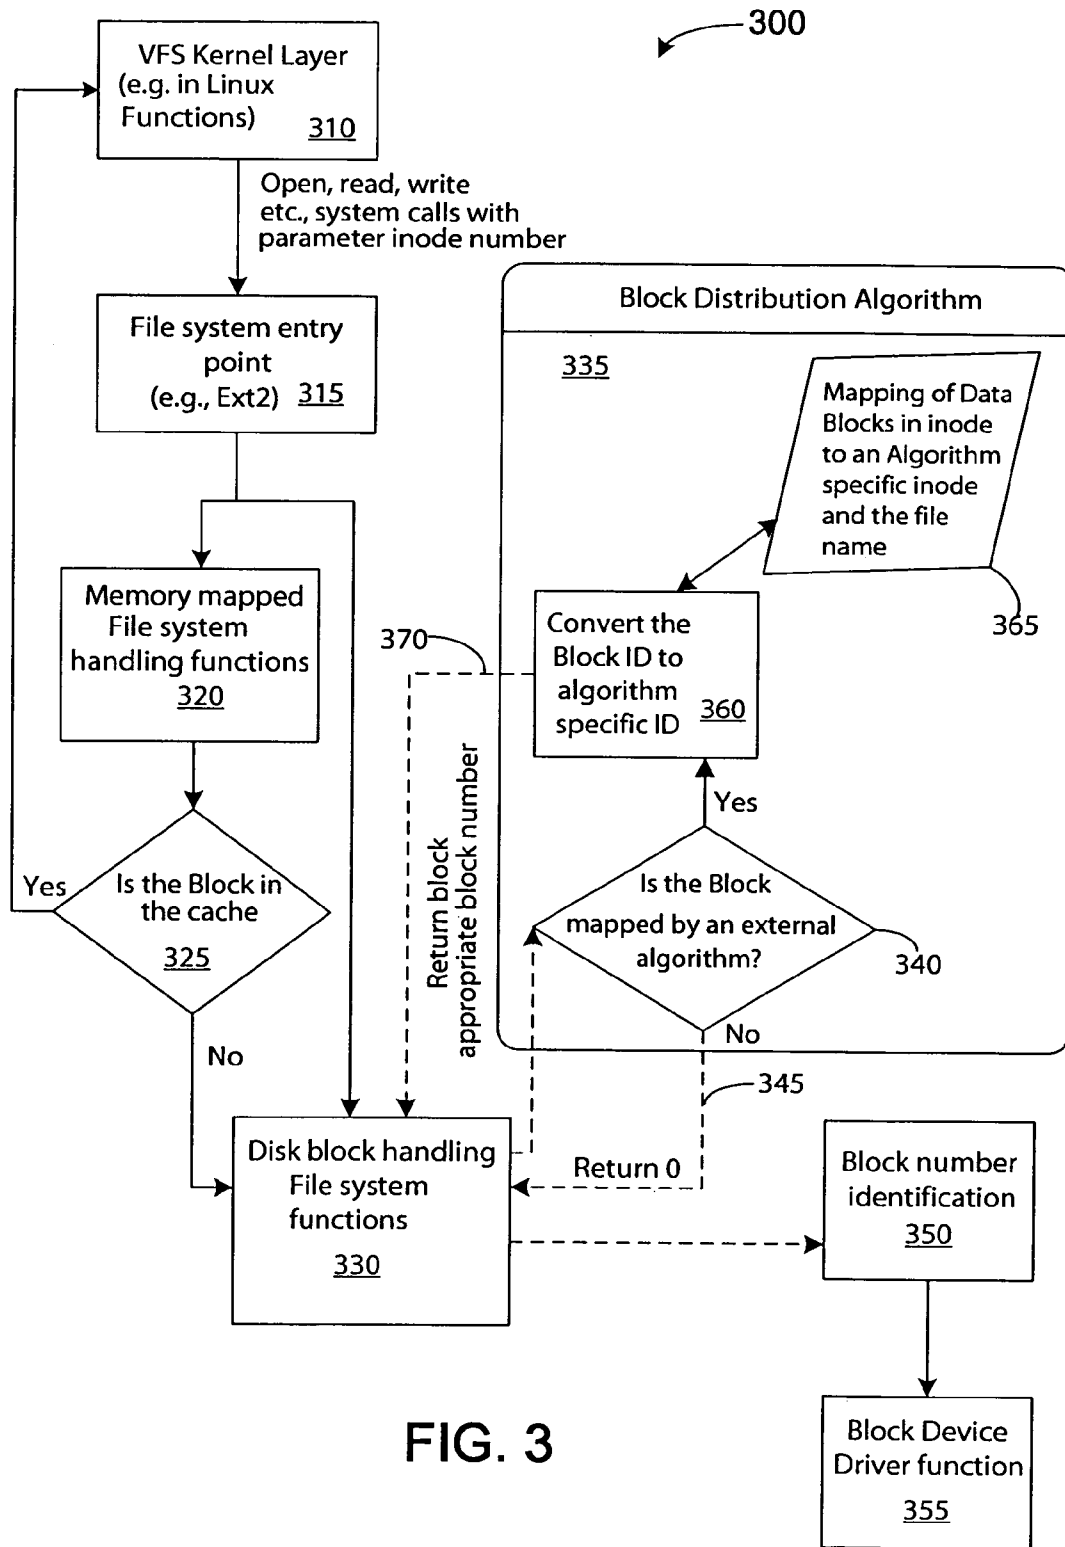 300
VFS Kernel Layer
(e.g. in Linux
Functions)
310
Open, read, write
etc., system calls with
parameter inode number
File system entry
point
(e.g., Ext2)
315
Block Distribution Algorithm
335
Mapping of Data
Blocks in inode
to an Algorithm
specific inode
and the file
name
365
Memory mapped
File system
handling functions
320
370
Convert the
Block ID to
algorithm
specific ID
360
Return block
appropriate block number
Yes
Is the Block in
the cache
325
Yes
No
Is the Block
mapped by an external
algorithm?
340
No
345
Disk block handling
File system
functions
330
Return 0
Block number
identification
350
Block Device
Driver function
355
FIG. 3